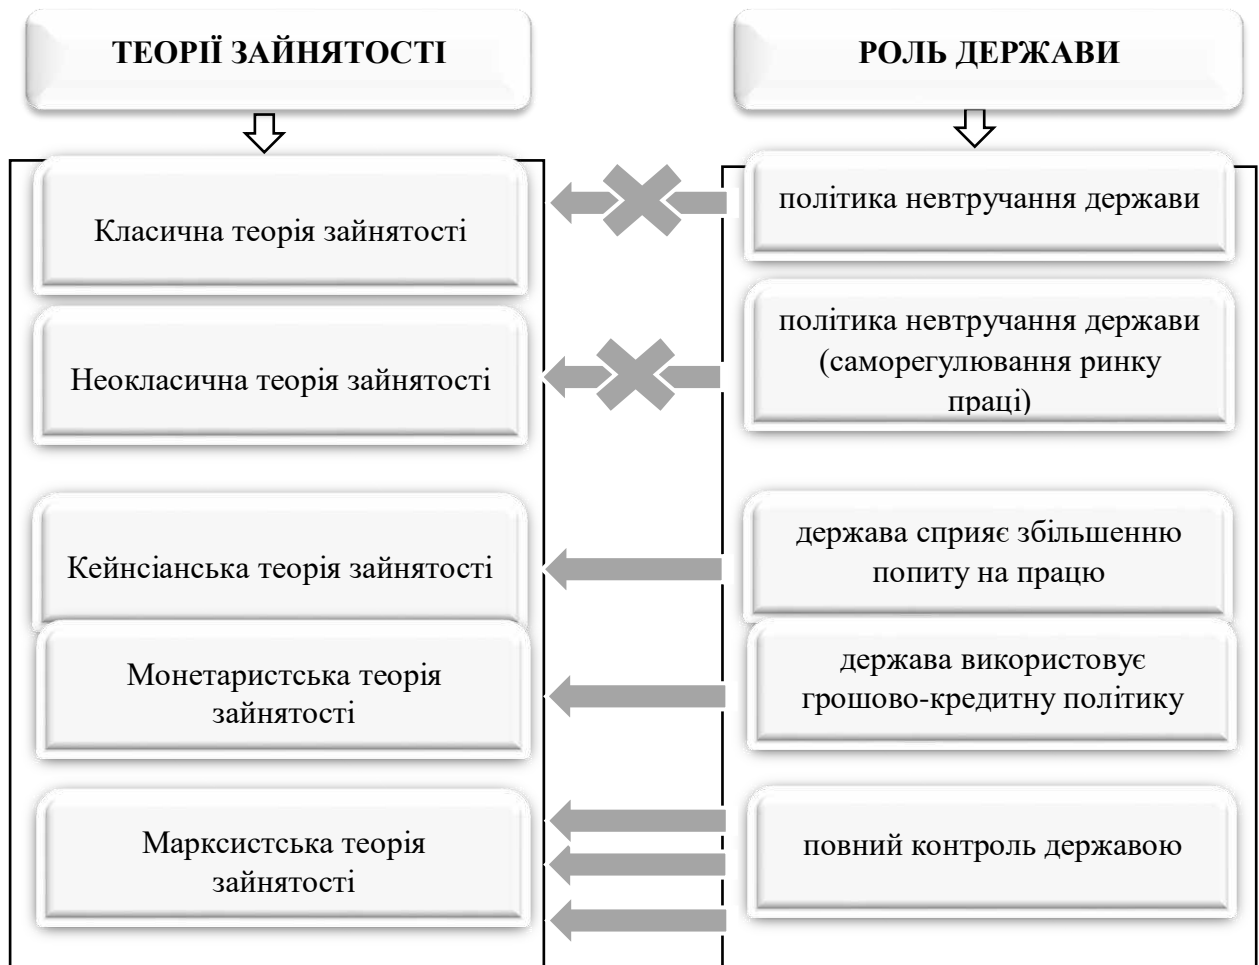 ТЕОРІЇ ЗАЙНЯТОСТІ
РОЛЬ ДЕРЖАВИ
Класична теорія зайнятості
політика невтручання держави
Неокласична теорія зайнятості
політика невтручання держави
(саморегулювання ринку
праці)
Кейнсіанська теорія зайнятості
держава сприяє збільшенню
попиту на працю
Монетаристська теорія
зайнятості
держава використовує
грошово-кредитну політику
Марксистська теорія
зайнятості
повний контроль державою